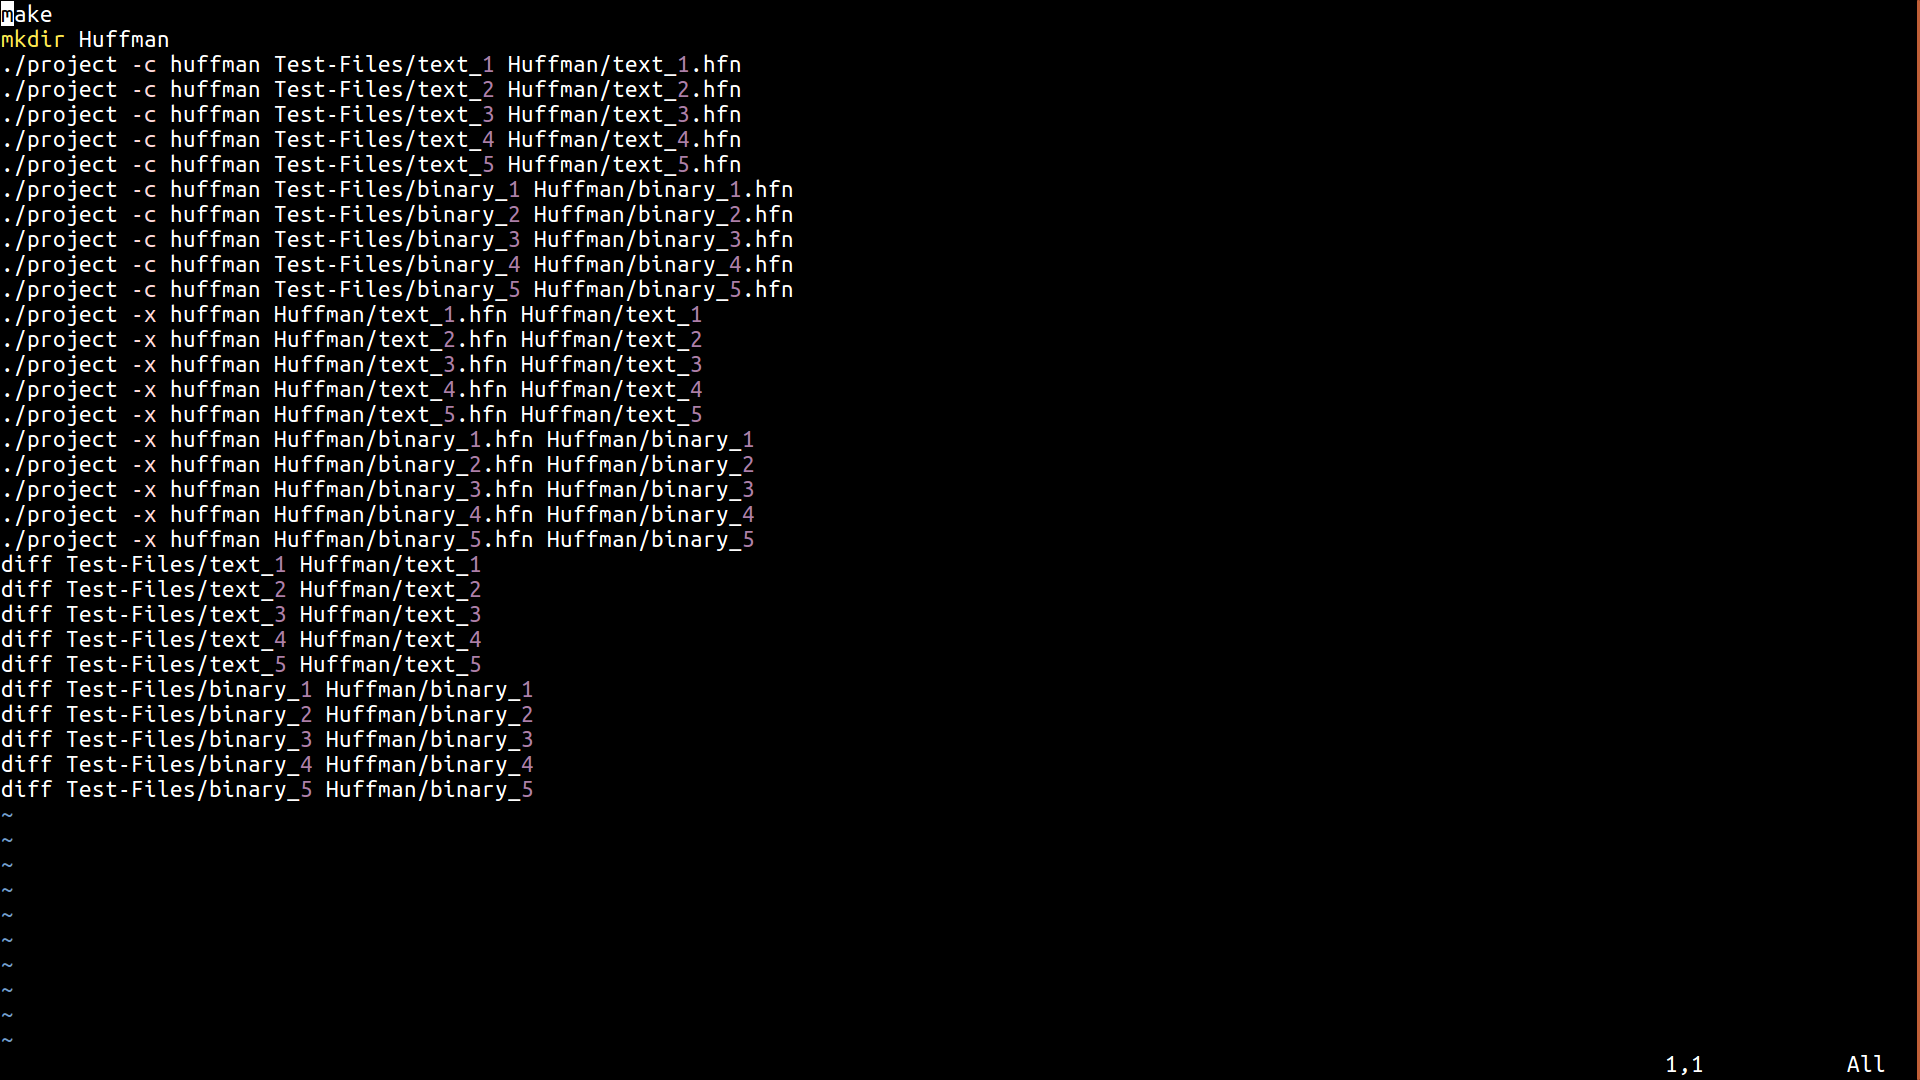 make
mkdir Huffman
./project -c huffman Test-Files/text_1 Huffman/text_1.hfn
./project -c huffman Test-Files/text_2 Huffman/text_2.hfn
./project -c huffman Test-Files/text_3 Huffman/text_3.hfn
./project -c huffman Test-Files/text_4 Huffman/text_4.hfn
./project -c huffman Test-Files/text_5 Huffman/text_5.hfn
./project -c huffman Test-Files/binary_1 Huffman/binary_1.hfn
./project -c huffman Test-Files/binary_2 Huffman/binary_2.hfn
./project -c huffman Test-Files/binary_3 Huffman/binary_3.hfn
./project -c huffman Test-Files/binary_4 Huffman/binary_4.hfn
./project -c huffman Test-Files/binary_5 Huffman/binary_5.hfn
./project -x huffman Huffman/text_1.hfn Huffman/text_1
./project -x huffman Huffman/text_2.hfn Huffman/text_2
./project -x huffman Huffman/text_3.hfn Huffman/text_3
./project -x huffman Huffman/text_4.hfn Huffman/text_4
./project -x huffman Huffman/text_5.hfn Huffman/text_5
./project -x huffman Huffman/binary_1.hfn Huffman/binary_1
./project -x huffman Huffman/binary_2.hfn Huffman/binary_2
./project -x huffman Huffman/binary_3.hfn Huffman/binary_3
./project -x huffman Huffman/binary_4.hfn Huffman/binary_4
./project -x huffman Huffman/binary_5.hfn Huffman/binary_5
diff Test-Files/text_1 Huffman/text_1
diff Test-Files/text_2 Huffman/text_2
diff Test-Files/text_3 Huffman/text_3
diff Test-Files/text_4 Huffman/text_4
diff Test-Files/text_5 Huffman/text_5
diff Test-Files/binary_1 Huffman/binary_1
diff Test-Files/binary_2 Huffman/binary_2
diff Test-Files/binary_3 Huffman/binary_3
diff Test-Files/binary_4 Huffman/binary_4
diff Test-Files/binary_5 Huffman/binary_5
~
~
~
~
~
~
~
~
~
~
1,1 All